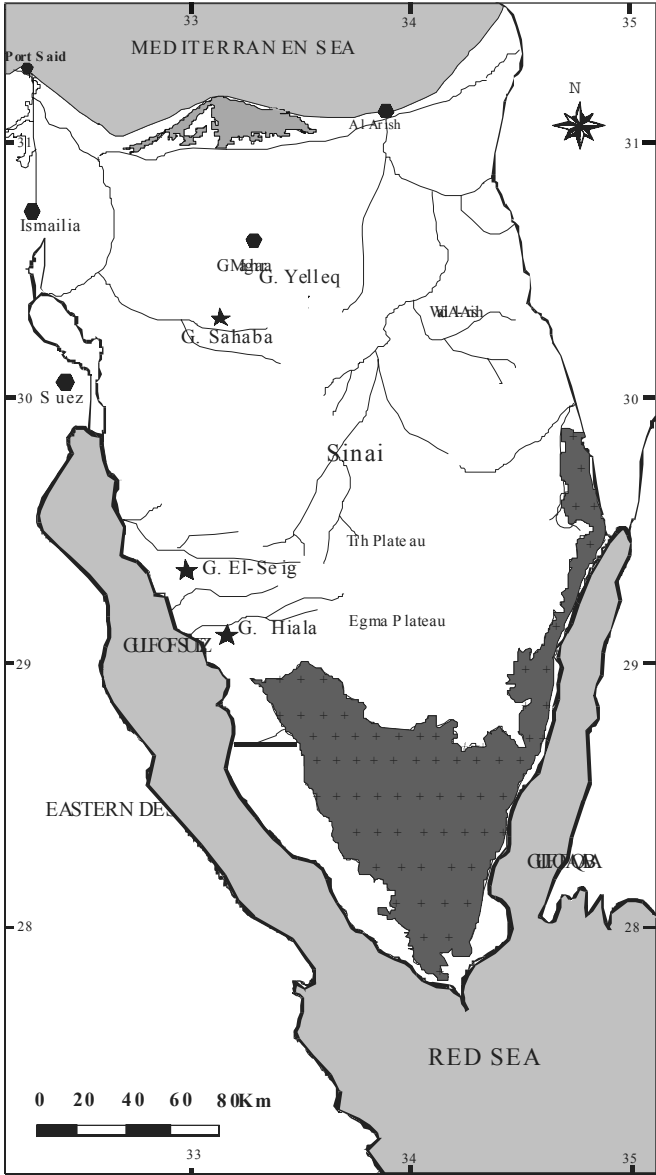 33
34
35
MEDITERRANEN SEA
Port Said
N
Al Arish
31
31
Ismailia
G. Yelleq
G. Sahaba
30
Suez
30
Sinai
Tih Plateau
G. El-Seig
Egma Plateau
G. Hiala
29
29
EASTERN DES
28
28
RED SEA
0 20 40 60 80Km
33
34
35